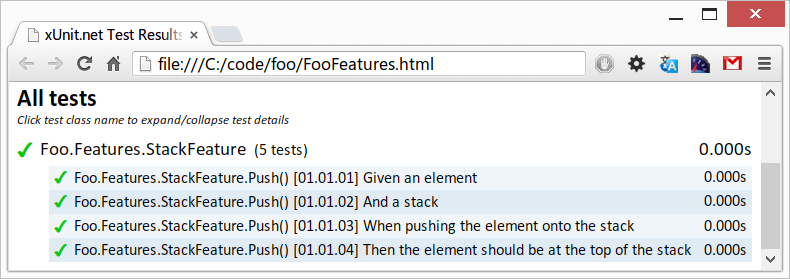 xUnit.net Test Results
file:///C:/code/foo/FooFeatures.html
All tests
Click test class name to expand/collapse test details
Foo.Features.StackFeature (5 tests) 0.000s
Foo.Features.StackFeature.Push() [01.01.01] Given an element 0.000s
Foo.Features.StackFeature.Push() [01.01.02] And a stack 0.000s
Foo.Features.StackFeature.Push() [01.01.03] When pushing the element onto the stack 0.000s
Foo.Features.StackFeature.Push() [01.01.04] Then the element should be at the top of the stack 0.000s